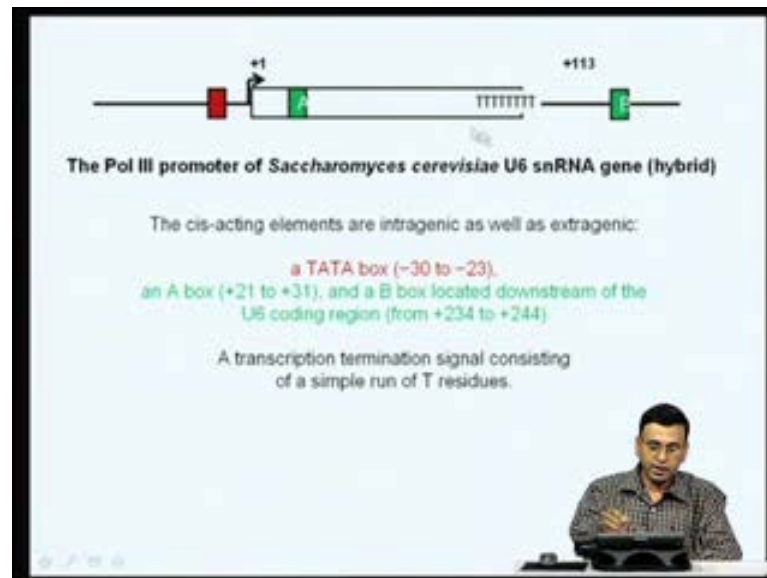 +1
+113
A
TTTTTTTT
B
The Pol III promoter of Saccharomyces cerevisiae U6 snRNA gene (hybrid)
The cis-acting elements are intragenic as well as extragenic:
a TATA box (−30 to −23),
an A box (+21 to +31), and a B box located downstream of the
U6 coding region (from +234 to +244)
A transcription termination signal consisting
of a simple run of T residues.